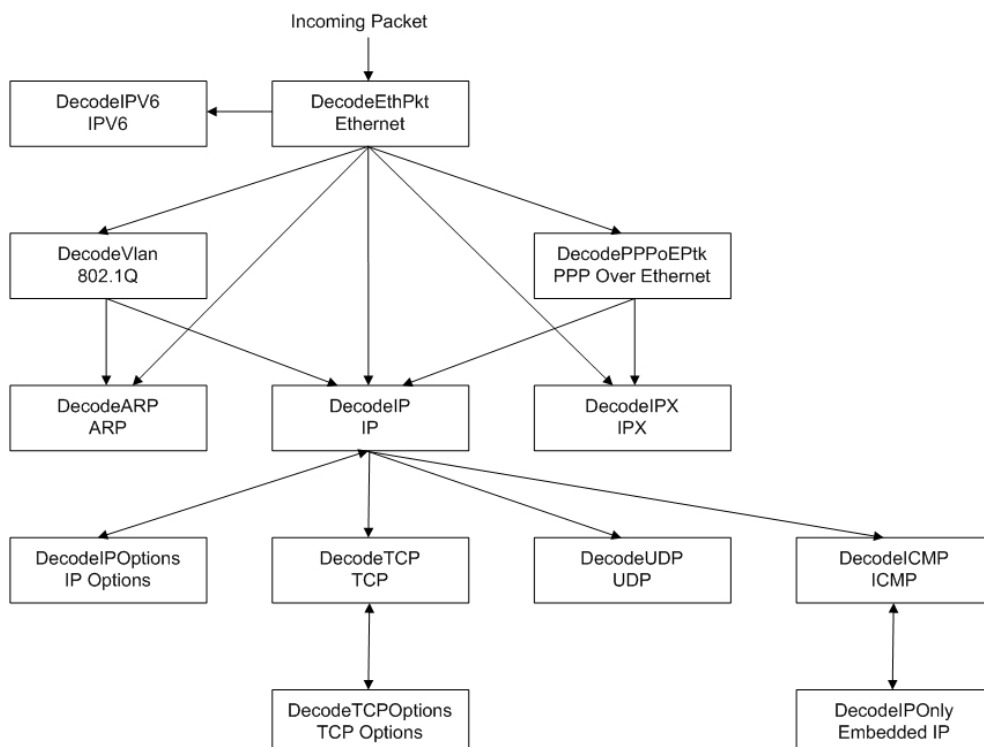 Incoming Packet
DecodeIPV6
IPV6
DecodeEthPkt
Ethernet
DecodeVlan
802.1Q
DecodePPPoEPtk
PPP Over Ethernet
DecodeARP
ARP
DecodeIP
IP
DecodeIPX
IPX
DecodeIPOptions
IP Options
DecodeTCP
TCP
DecodeUDP
UDP
DecodeICMP
ICMP
DecodeTCPOptions
TCP Options
DecodeIPOnly
Embedded IP